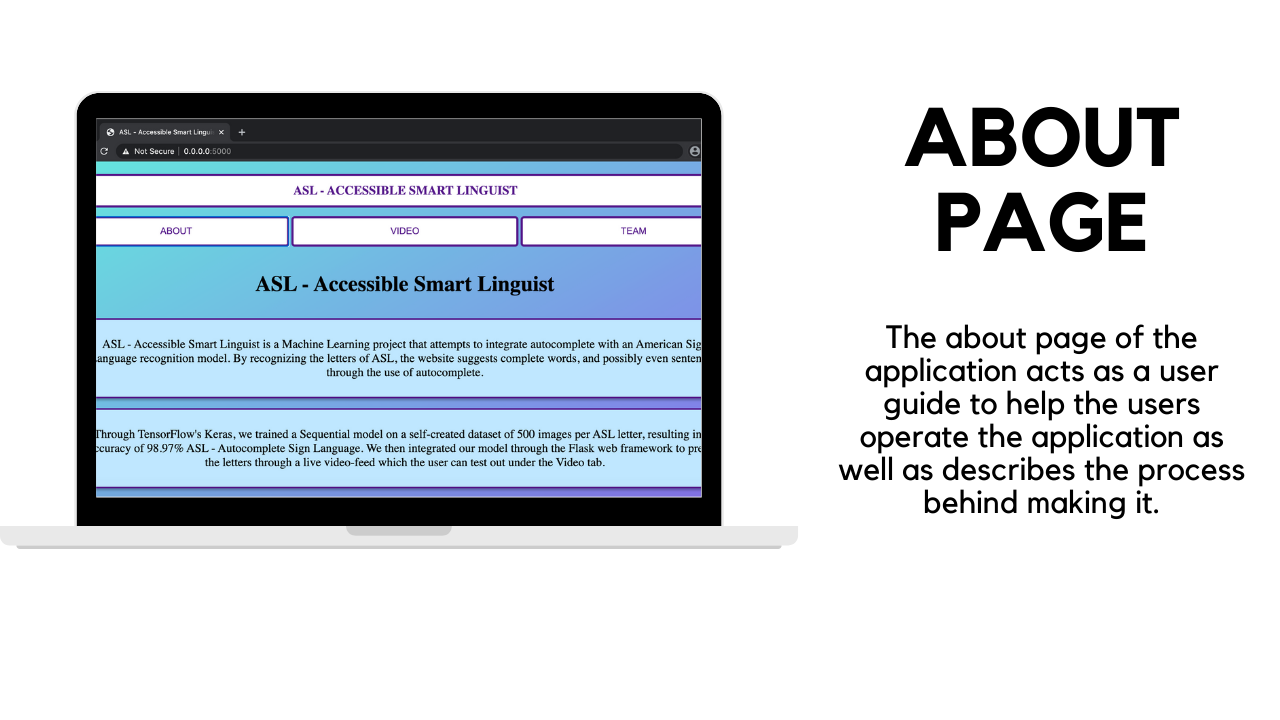 ASL - Accessible Smart Lingui
Not Secure | 0.0.0.0:5000
ASL - ACCESSIBLE SMART LINGUIST
ABOUT VIDEO TEAM
ASL - Accessible Smart Linguist
ASL - Accessible Smart Linguist is a Machine Learning project that attempts to integrate autocomplete with an American Sig
anguage recognition model. By recognizing the letters of ASL, the website suggests complete words, and possibly even senten
through the use of autocomplete.
Through TensorFlow's Keras, we trained a Sequential model on a self-created dataset of 500 images per ASL letter, resulting in
ccuracy of 98.97% ASL - Autocomplete Sign Language. We then integrated our model through the Flask web framework to pre
the letters through a live video-feed which the user can test out under the Video tab.
ABOUT
PAGE
The about page of the
application acts as a user
guide to help the users
operate the application as
well as describes the process
behind making it.